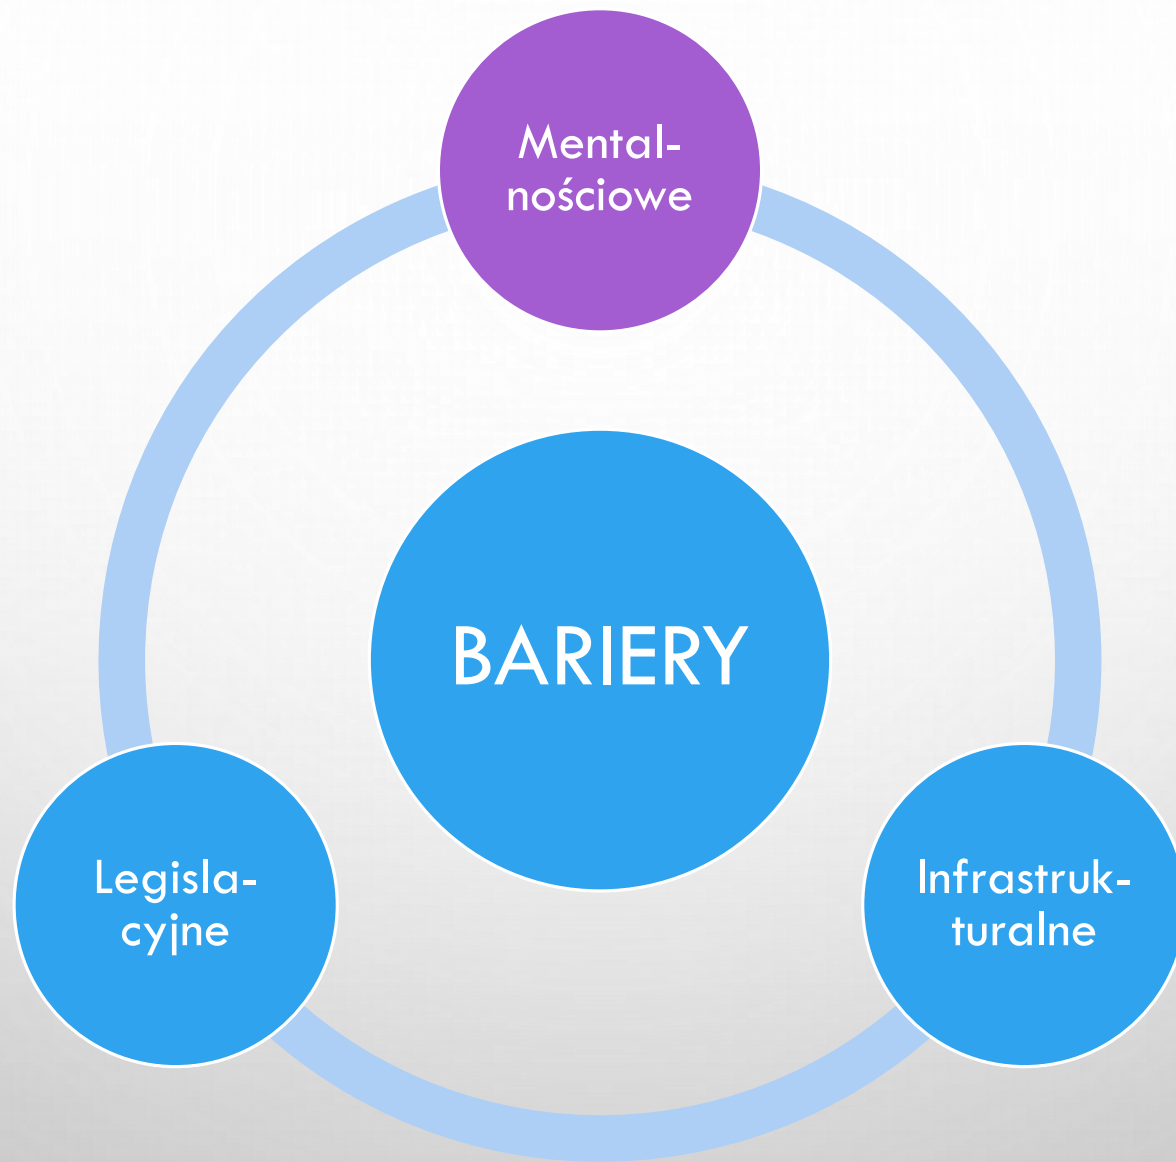 Mental-
nościowe
BARIERY
Legisla-
cyjne
Infrastruk-
turalne